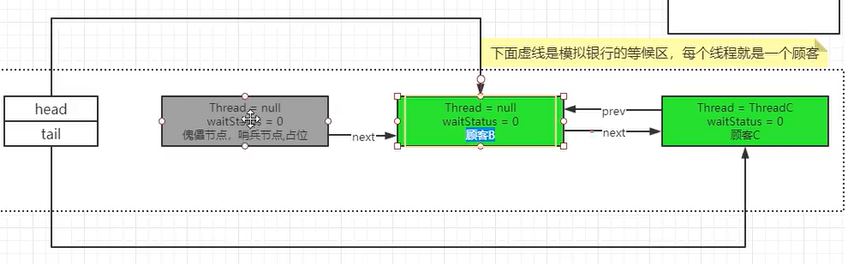 下面虚线是模拟银行的等候区，每个线程就是一个顾客
head
tail
Thread = null
waitStatus = 0
傀儡节点，哨兵节点,占位
next
Thread = null
waitStatus = 0
顾客B
prev
next
Thread = ThreadC
waitStatus = 0
顾客C